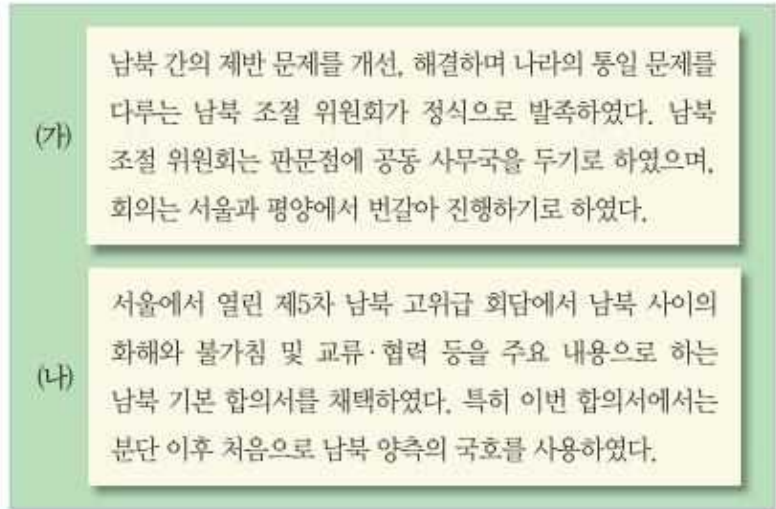 (가)
남북 간의 제반 문제를 개선, 해결하며 나라의 통일 문제를
다루는 남북 조절 위원회가 정식으로 발족하였다. 남북
조절 위원회는 판문점에 공동 사무국을 두기로 하였으며,
회의는 서울과 평양에서 번갈아 진행하기로 하였다.
(나)
서울에서 열린 제5차 남북 고위급 회담에서 남북 사이의
화해와 불가침 및 교류·협력 등을 주요 내용으로 하는
남북 기본 합의서를 채택하였다. 특히 이번 합의서에서는
분단 이후 처음으로 남북 양측의 국호를 사용하였다.